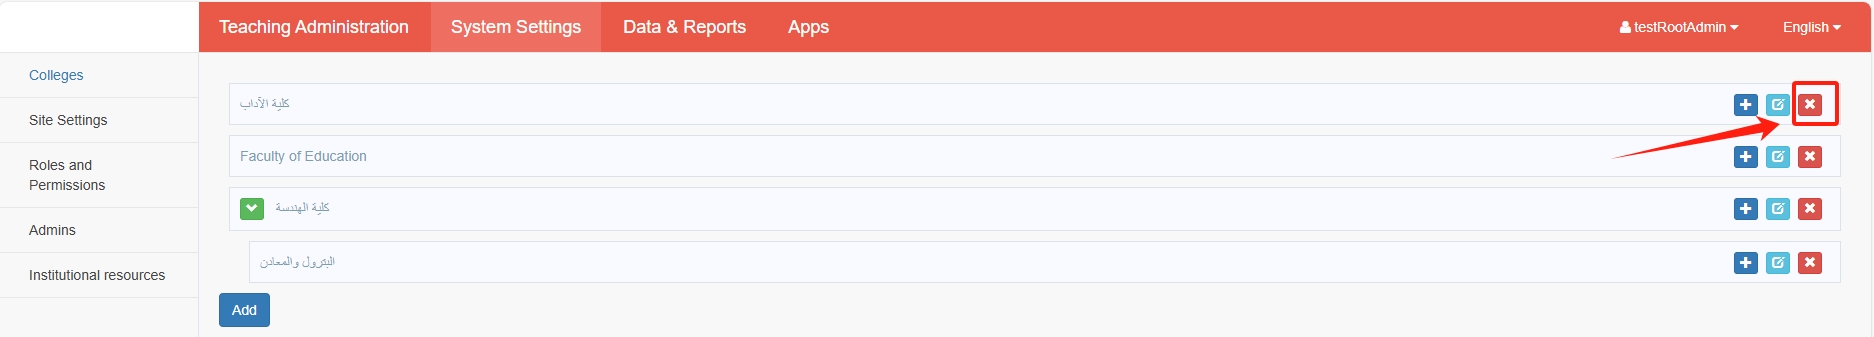 Teaching Administration System Settings Data & Reports Apps testRootAdmin English
Colleges
Site Settings
Roles and
Permissions
Admins
Institutional resources
كلية الآداب
Faculty of Education
كلية الهندسة
البترول والمعادن
Add